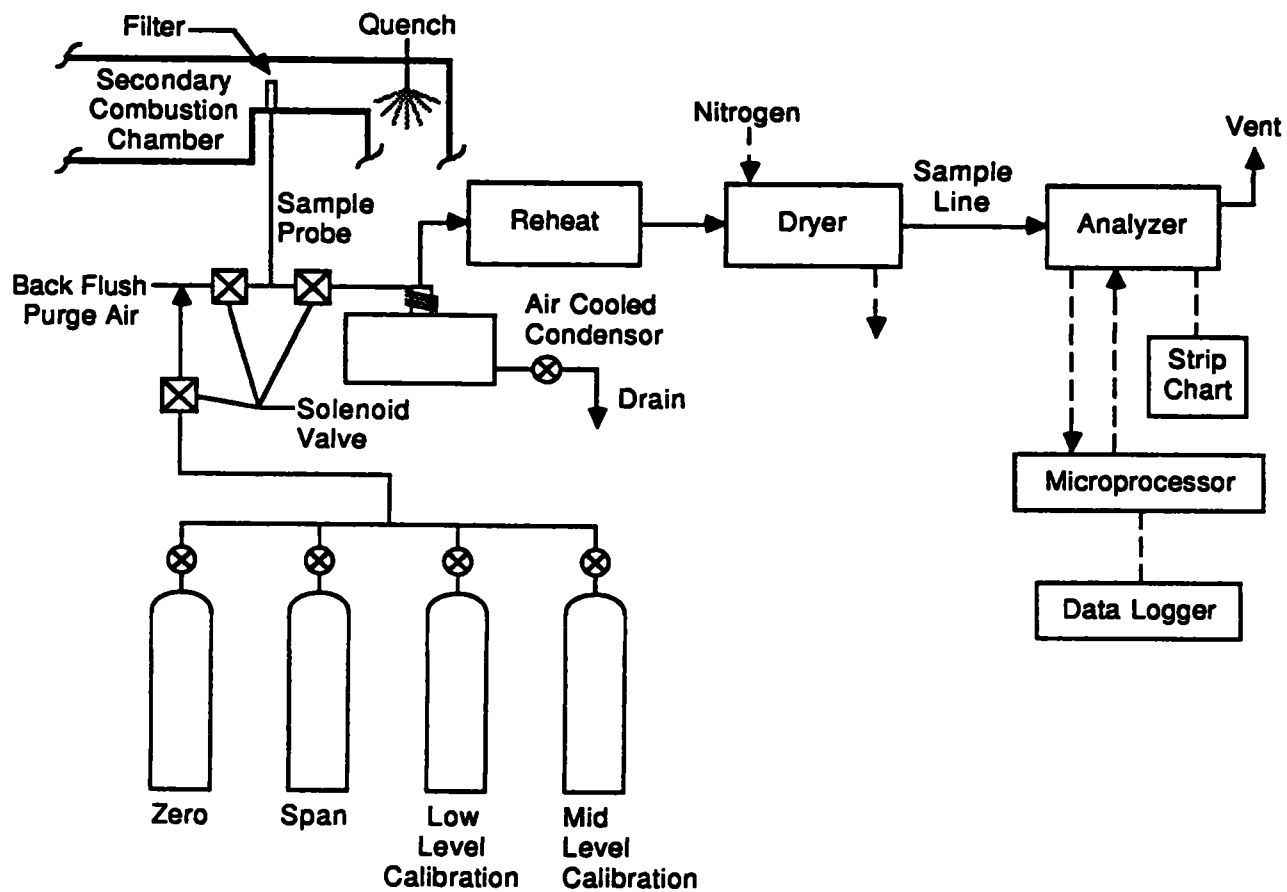 Filter
Quench
Secondary
Combustion
Chamber
Nitrogen
Vent
Sample
Probe
Reheat
Dryer
Sample
Line
Analyzer
Back Flush
Purge Air
Air Cooled
Condensor
Strip
Chart
Drain
Solenoid
Valve
Microprocessor
Data Logger
Zero
Span
Low
Level
Calibration
Mid
Level
Calibration